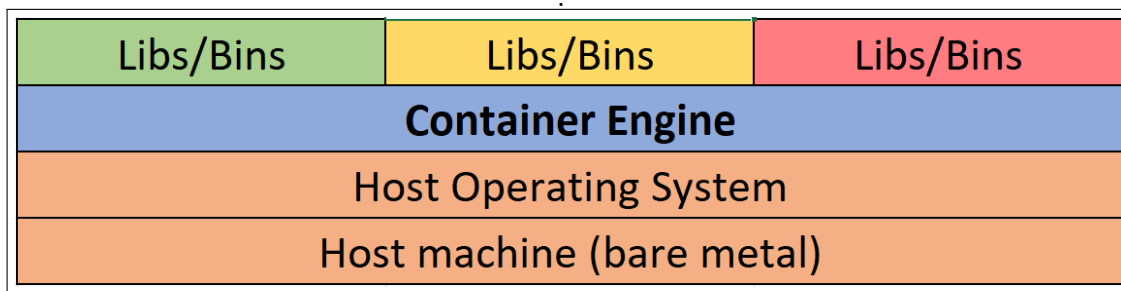 Libs/Bins Libs/Bins Libs/Bins
Container Engine
Host Operating System
Host machine (bare metal)